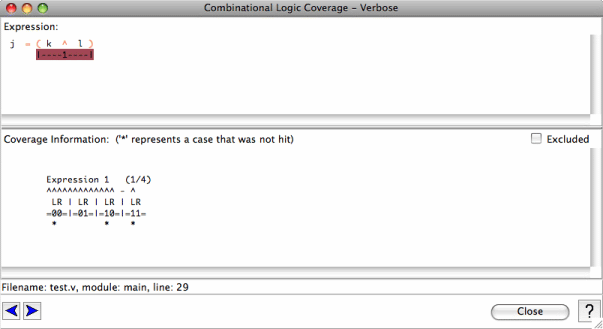 Combinational Logic Coverage – Verbose
Expression:
j = ( k ^ l )
|----1----|
Coverage Information: ('*' represents a case that was not hit)
Excluded
Expression 1 (1/4)
^^^^^^^^^^^^^ - ^
LR | LR | LR | LR
=00=|=01=|=10=|=11=
* * *
Filename: test.v, module: main, line: 29
Close
?